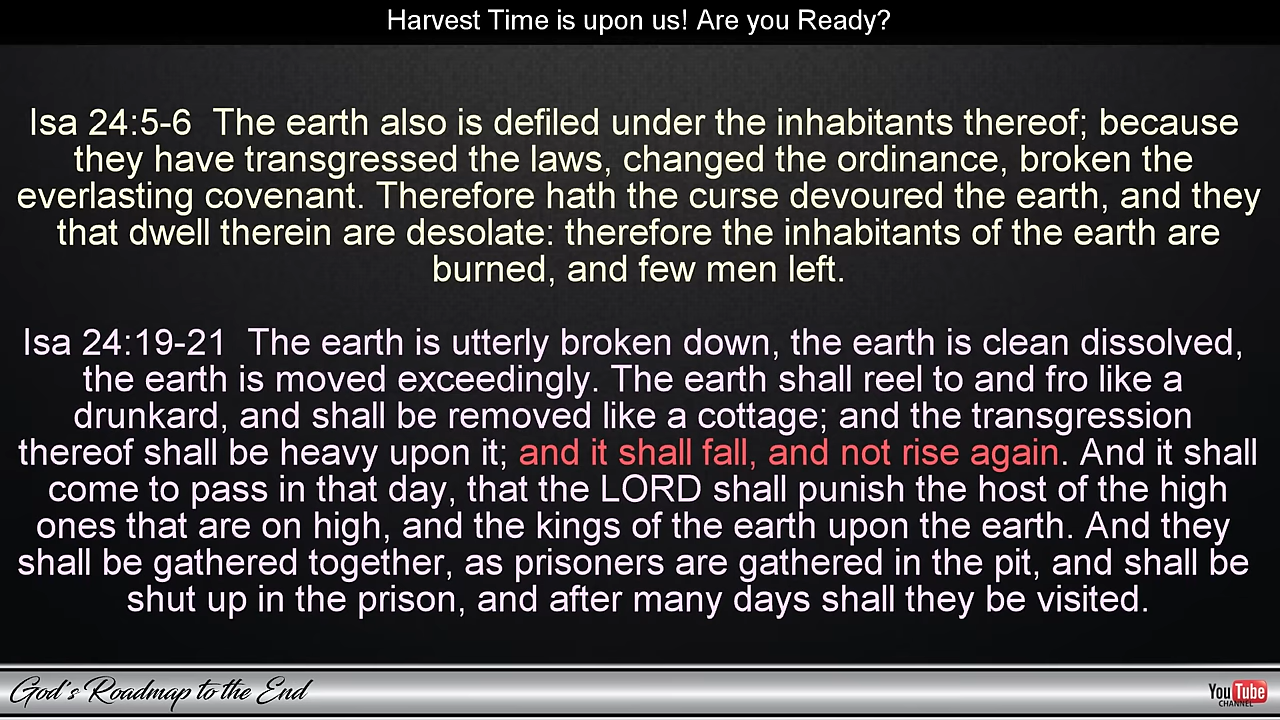 Harvest Time is upon us! Are you Ready?
Isa 24:5-6  The earth also is defiled under the inhabitants thereof; because
they have transgressed the laws, changed the ordinance, broken the
everlasting covenant. Therefore hath the curse devoured the earth, and they
that dwell therein are desolate: therefore the inhabitants of the earth are
burned, and few men left.
Isa 24:19-21  The earth is utterly broken down, the earth is clean dissolved,
the earth is moved exceedingly. The earth shall reel to and fro like a
drunkard, and shall be removed like a cottage; and the transgression
thereof shall be heavy upon it; and it shall fall, and not rise again. And it shall
come to pass in that day, that the LORD shall punish the host of the high
ones that are on high, and the kings of the earth upon the earth. And they
shall be gathered together, as prisoners are gathered in the pit, and shall be
shut up in the prison, and after many days shall they be visited.
God's Roadmap to the End
YouTube
CHANNEL